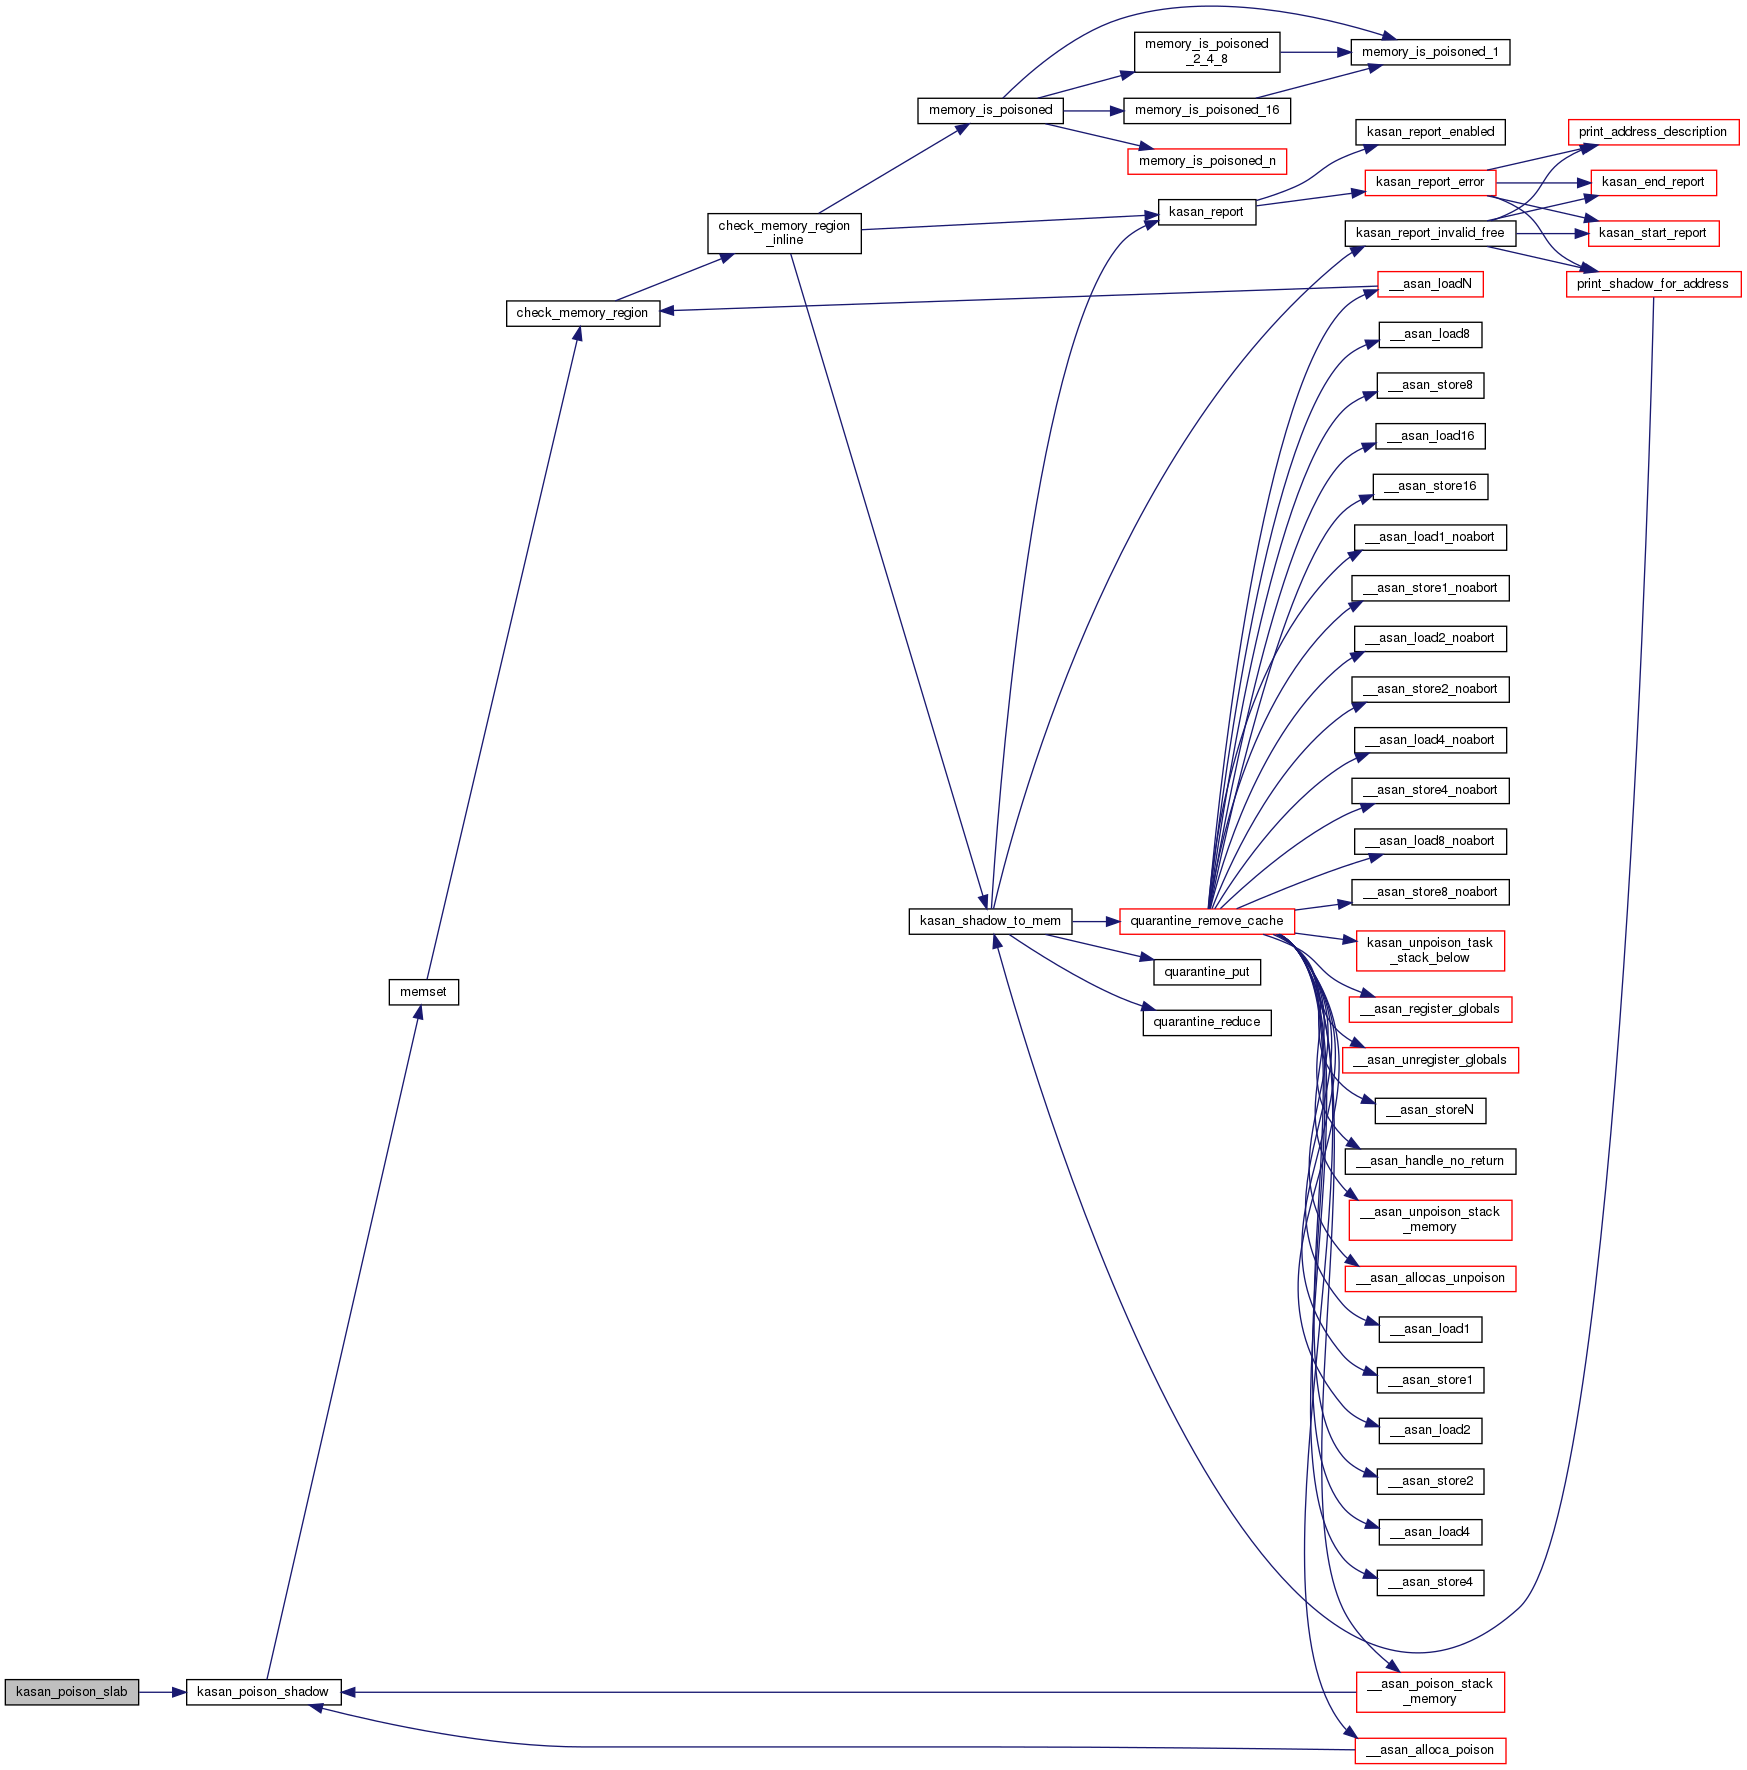 memory_is_poisoned
_2_4_8
memory_is_poisoned_1
memory_is_poisoned
memory_is_poisoned_16
kasan_report_enabled
print_address_description
memory_is_poisoned_n
kasan_report_error
kasan_end_report
kasan_report
check_memory_region
_inline
kasan_report_invalid_free
kasan_start_report
__asan_loadN
print_shadow_for_address
check_memory_region
__asan_load8
__asan_store8
__asan_load16
__asan_store16
__asan_load1_noabort
__asan_store1_noabort
__asan_load2_noabort
__asan_store2_noabort
__asan_load4_noabort
__asan_store4_noabort
__asan_load8_noabort
__asan_store8_noabort
kasan_shadow_to_mem
quarantine_remove_cache
kasan_unpoison_task
_stack_below
quarantine_put
memset
__asan_register_globals
quarantine_reduce
__asan_unregister_globals
__asan_storeN
__asan_handle_no_return
__asan_unpoison_stack
_memory
__asan_allocas_unpoison
__asan_load1
__asan_store1
__asan_load2
__asan_store2
__asan_load4
__asan_store4
kasan_poison_slab
kasan_poison_shadow
__asan_poison_stack
_memory
__asan_alloca_poison